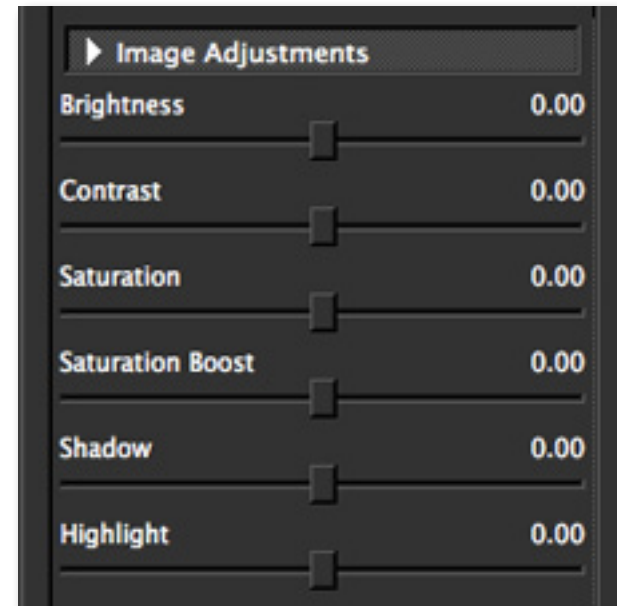 Image Adjustments
Brightness 0.00
Contrast 0.00
Saturation 0.00
Saturation Boost 0.00
Shadow 0.00
Highlight 0.00